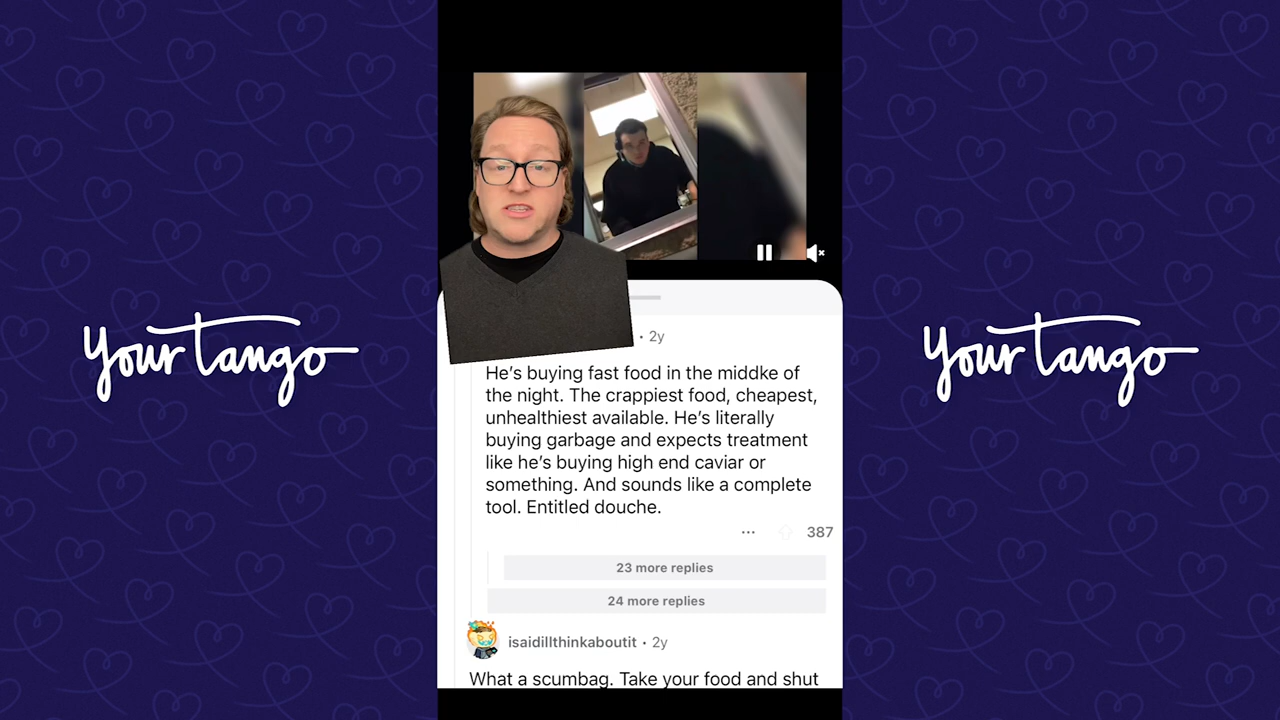 Your Tango
Your Tango
· 2y
He's buying fast food in the middke of
the night. The crappiest food, cheapest,
unhealthiest available. He's literally
buying garbage and expects treatment
like he's buying high end caviar or
something. And sounds like a complete
tool. Entitled douche.
... 387
23 more replies
24 more replies
isaidillthinkaboutit · 2y
What a scumbag. Take your food and shut